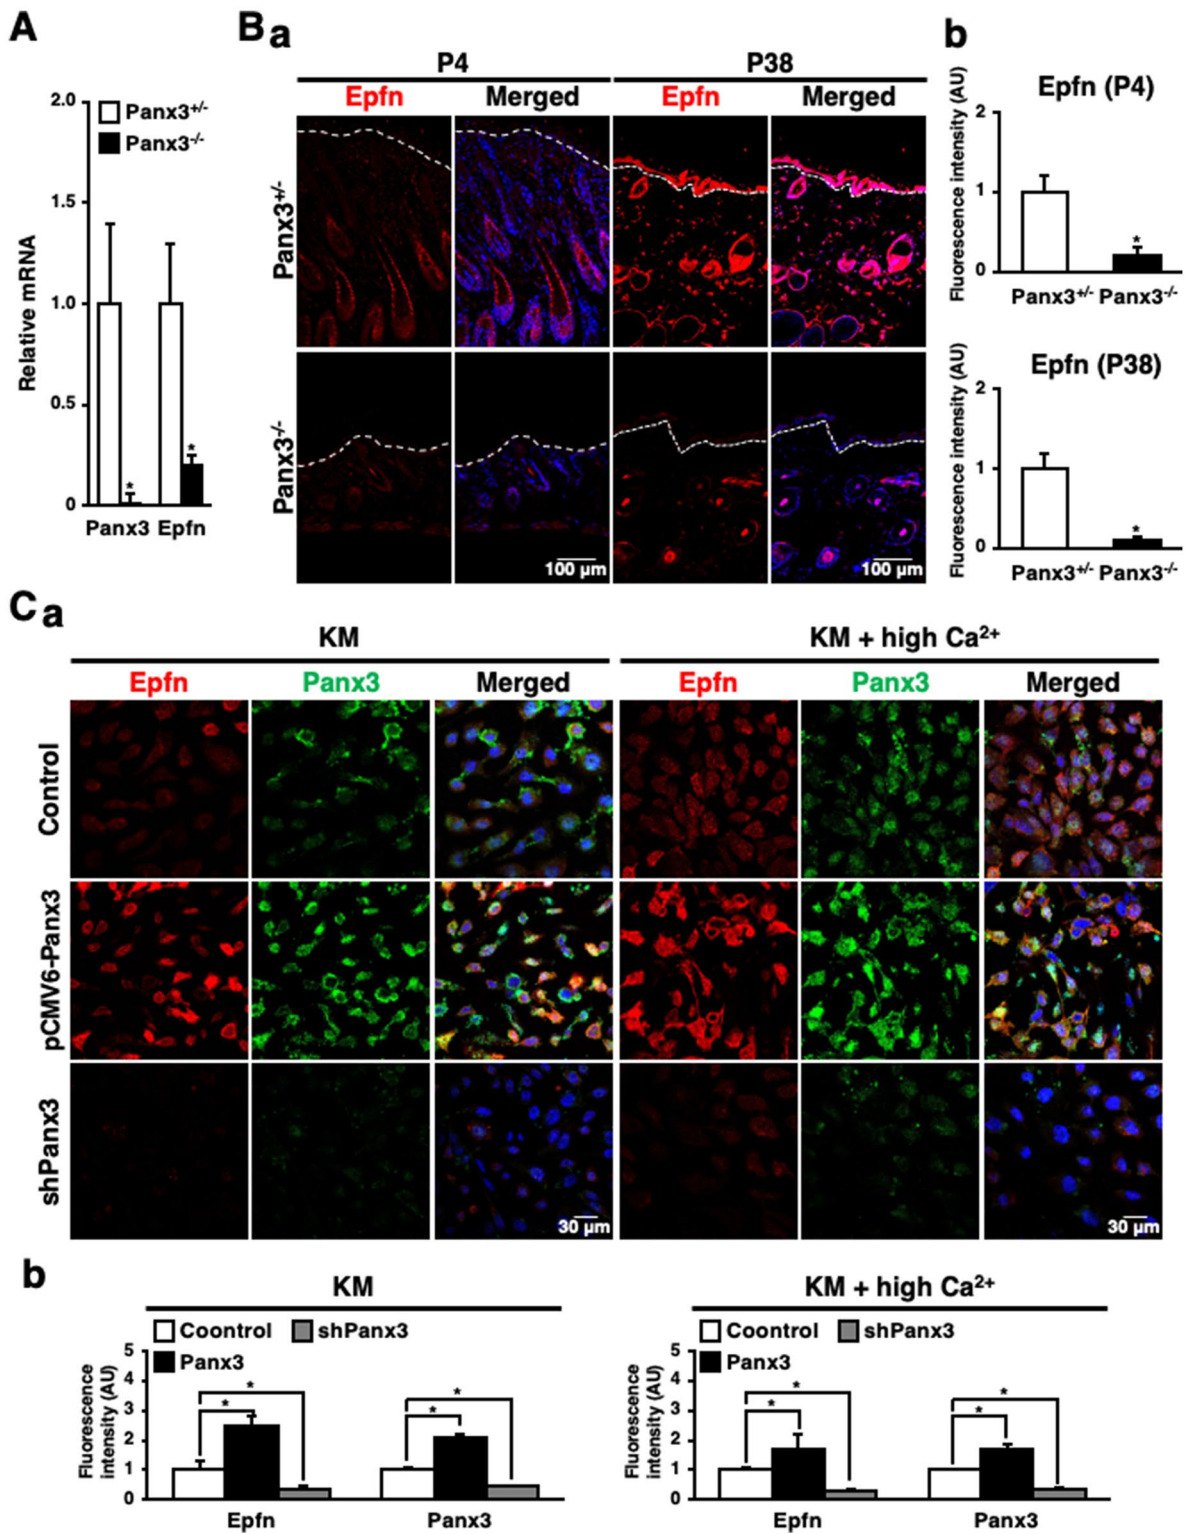 A
2.0
1.5
1.0
0.5
0
Relative mRNA
Panx3+/-
Panx3-/-
*
*
Panx3 Epfn
B a
P4 P38
Epfn Merged Epfn Merged
Panx3+/-
Panx3-/-
100 µm 100 µm
b
Epfn (P4)
Fluorescence intensity (AU)
2
1
0
*
Panx3+/- Panx3-/-
Epfn (P38)
Fluorescence intensity (AU)
2
1
0
*
Panx3+/- Panx3-/-
C a
KM KM + high Ca2+
Epfn Panx3 Merged Epfn Panx3 Merged
Control
pCMV6-Panx3
shPanx3
30 µm 30 µm
b
KM
Coontrol shPanx3
Panx3
Fluorescence
intensity (AU)
5
4
3
2
1
0
* * * *
Epfn Panx3
KM + high Ca2+
Coontrol shPanx3
Panx3
Fluorescence
intensity (AU)
5
4
3
2
1
0
* * * *
Epfn Panx3